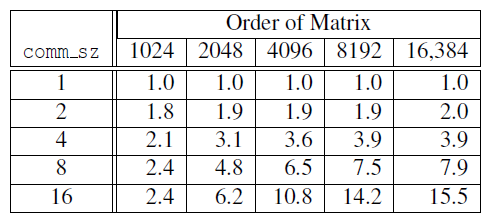 Order of Matrix
comm_sz 1024 2048 4096 8192 16,384
1 1.0 1.0 1.0 1.0 1.0
2 1.8 1.9 1.9 1.9 2.0
4 2.1 3.1 3.6 3.9 3.9
8 2.4 4.8 6.5 7.5 7.9
16 2.4 6.2 10.8 14.2 15.5